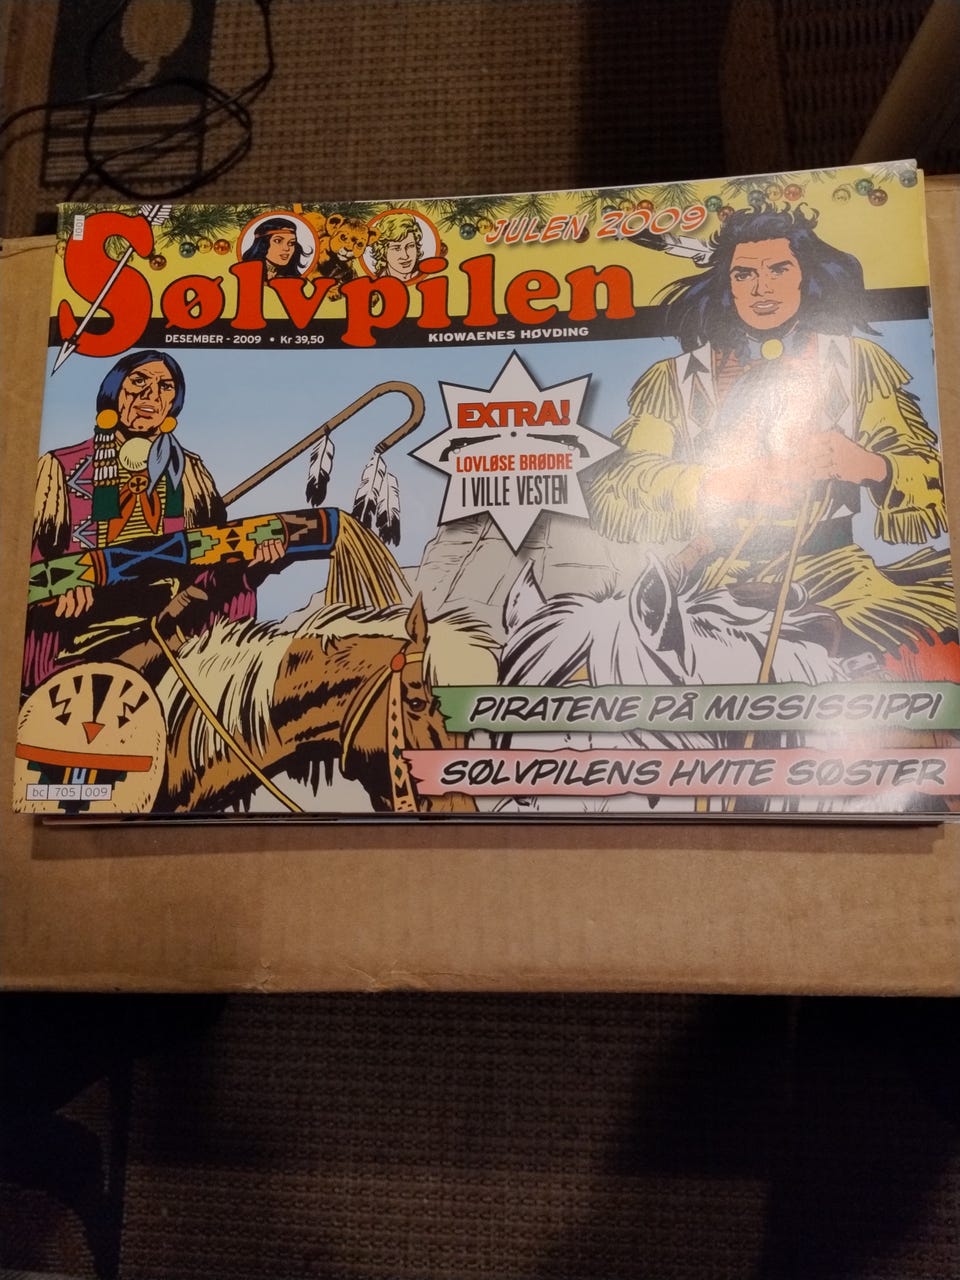 JULEN 2009
Sølvpilen
DESEMBER - 2009 • Kr 39,50
KIOWAENES HØVDING
EXTRA!
LOVLØSE BRØDRE
I VILLE VESTEN
PIRATENE PÅ MISSISSIPPI
SØLVPILENS HVITE SØSTER
bc 705 009